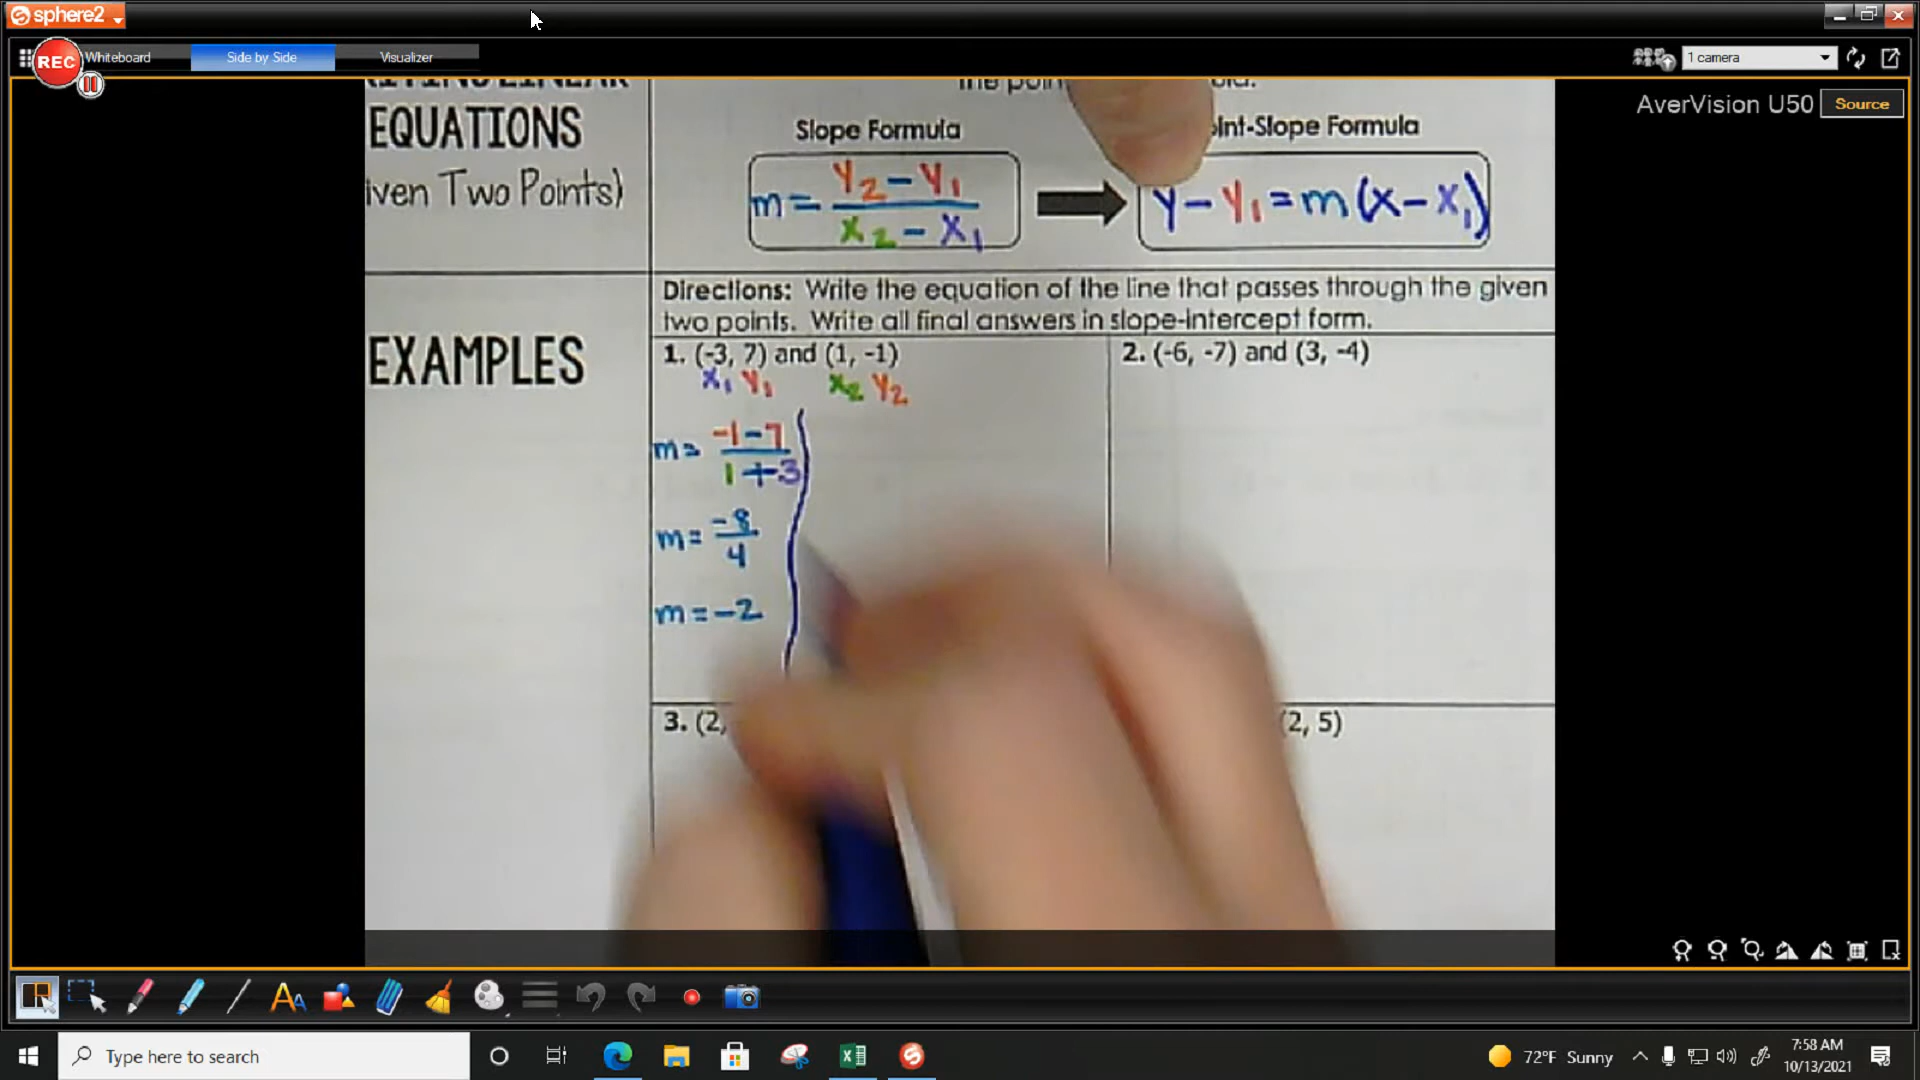 sphere2
REC
Whiteboard
Side by Side
Visualizer
1 camera
AverVision U50
Source
EQUATIONS
iven Two Points)
the poin
Slope Formula
int-Slope Formula
m = y₂ - y₁ / x₂ - x₁
y - y₁ = m(x - x₁)
Directions: Write the equation of the line that passes through the given
two points. Write all final answers in slope-intercept form.
EXAMPLES
1. (-3, 7) and (1, -1)
x₁ y₁ x₂ y₂
m = -1 - 7 / 1 + -3
m = -8 / 4
m = -2
2. (-6, -7) and (3, -4)
3. (2,
(2, 5)
Type here to search
72°F Sunny
7:58 AM
10/13/2021